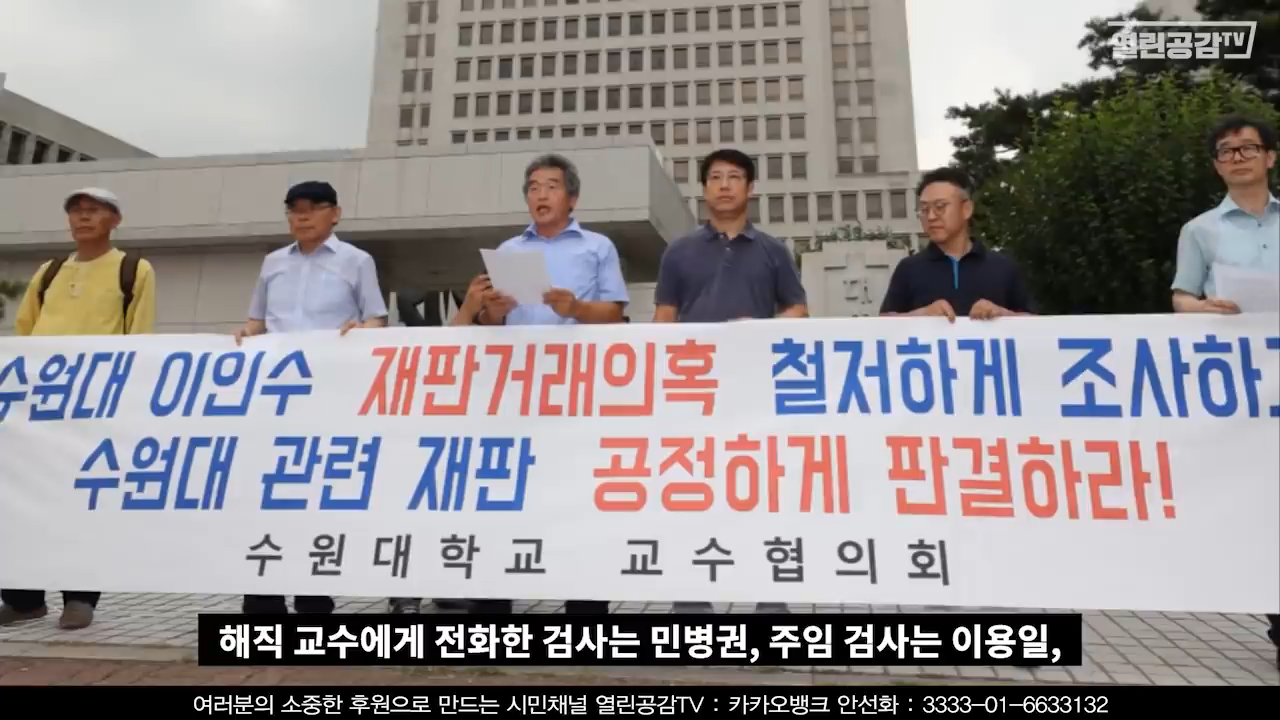 열린공감TV
수원대 이인수 재판거래의혹 철저하게 조사하고
수원대 관련 재판 공정하게 판결하라!
수원대학교 교수협의회
해직 교수에게 전화한 검사는 민병권, 주임 검사는 이용일,
여러분의 소중한 후원으로 만드는 시민채널 열린공감TV : 카카오뱅크 안선화 : 3333-01-6633132